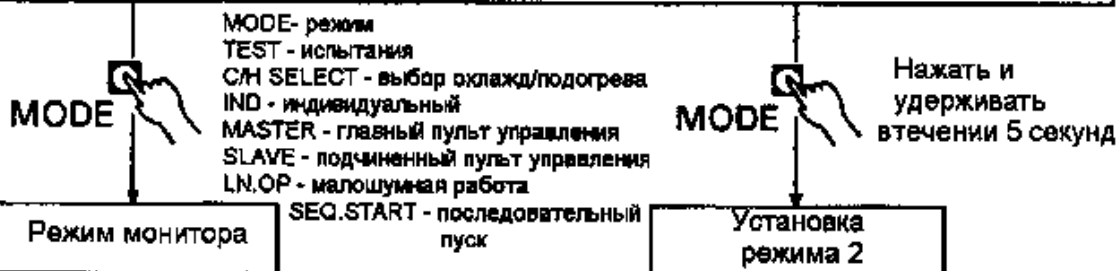 MODE- режим
TEST - испытания
C/H SELECT - выбор охлажд/подогрева
IND - индивидуальный
MASTER - главный пульт управления
SLAVE - подчиненный пульт управления
LN.OP - малошумная работа
SEQ.START - последовательный
пуск
MODE
Режим монитора
MODE
Нажать и
удерживать
втечении 5 секунд
Установка
режима 2